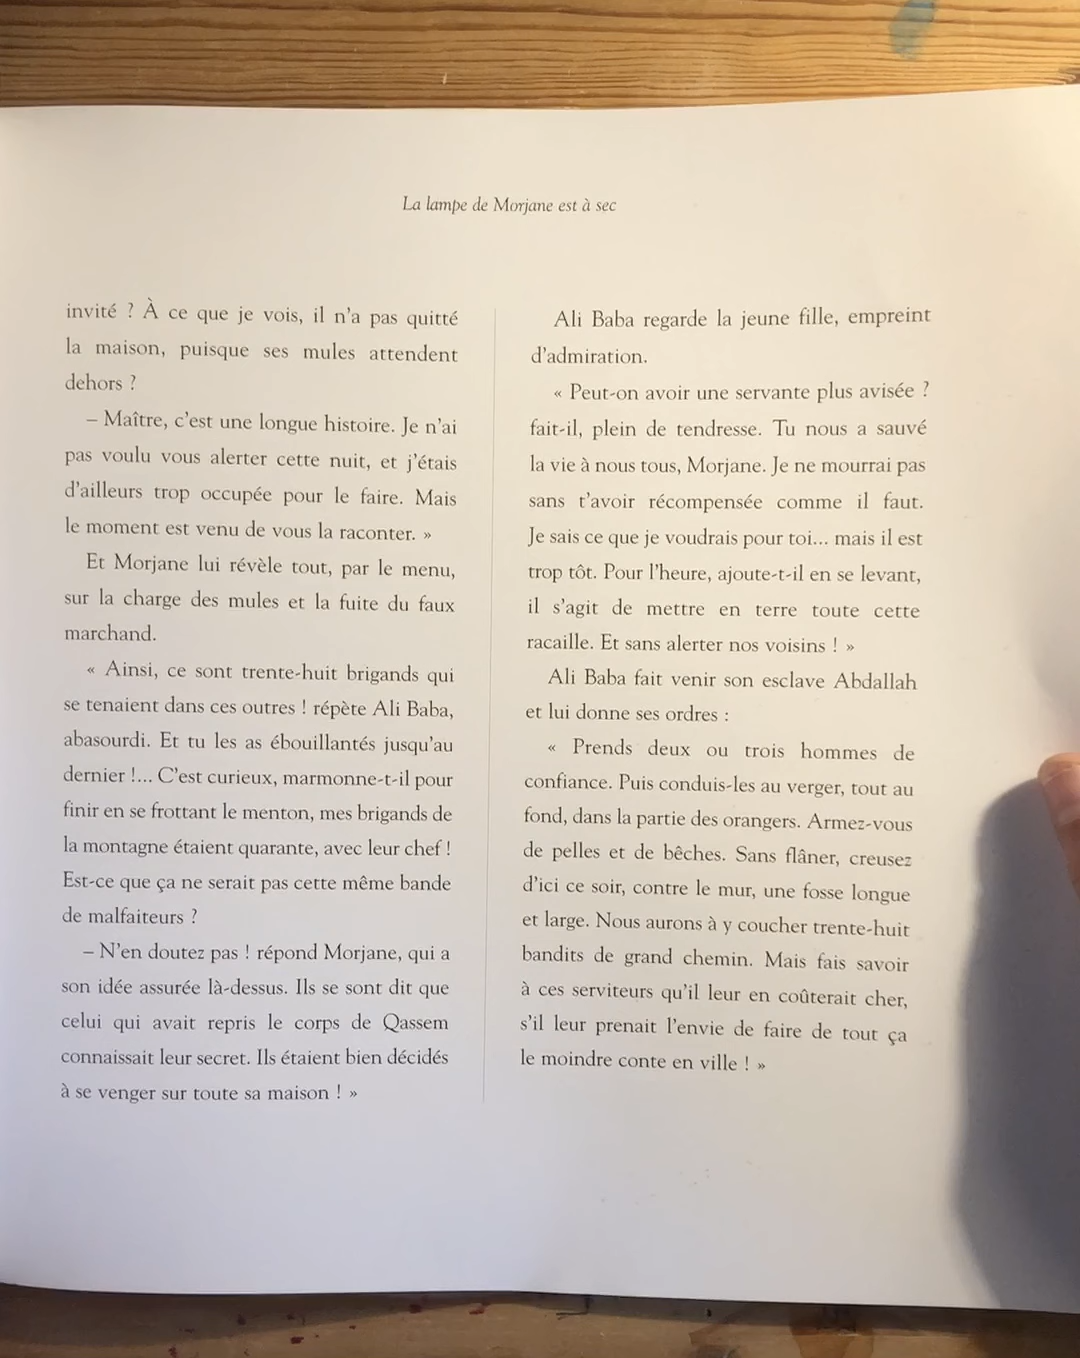 La lampe de Morjane est à sec
invité ? À ce que je vois, il n'a pas quitté
la maison, puisque ses mules attendent
dehors ?
– Maître, c'est une longue histoire. Je n'ai
pas voulu vous alerter cette nuit, et j'étais
d'ailleurs trop occupée pour le faire. Mais
le moment est venu de vous la raconter. »
Et Morjane lui révèle tout, par le menu,
sur la charge des mules et la fuite du faux
marchand.
« Ainsi, ce sont trente-huit brigands qui
se tenaient dans ces outres ! répète Ali Baba,
abasourdi. Et tu les as ébouillantés jusqu'au
dernier !... C'est curieux, marmonne-t-il pour
finir en se frottant le menton, mes brigands de
la montagne étaient quarante, avec leur chef !
Est-ce que ça ne serait pas cette même bande
de malfaiteurs ?
– N'en doutez pas ! répond Morjane, qui a
son idée assurée là-dessus. Ils se sont dit que
celui qui avait repris le corps de Qassem
connaissait leur secret. Ils étaient bien décidés
à se venger sur toute sa maison ! »
Ali Baba regarde la jeune fille, empreint
d'admiration.
« Peut-on avoir une servante plus avisée ?
fait-il, plein de tendresse. Tu nous a sauvé
la vie à nous tous, Morjane. Je ne mourrai pas
sans t'avoir récompensée comme il faut.
Je sais ce que je voudrais pour toi... mais il est
trop tôt. Pour l'heure, ajoute-t-il en se levant,
il s'agit de mettre en terre toute cette
racaille. Et sans alerter nos voisins ! »
Ali Baba fait venir son esclave Abdallah
et lui donne ses ordres :
« Prends deux ou trois hommes de
confiance. Puis conduis-les au verger, tout au
fond, dans la partie des orangers. Armez-vous
de pelles et de bêches. Sans flâner, creusez
d'ici ce soir, contre le mur, une fosse longue
et large. Nous aurons à y coucher trente-huit
bandits de grand chemin. Mais fais savoir
à ces serviteurs qu'il leur en coûterait cher,
s'il leur prenait l'envie de faire de tout ça
le moindre conte en ville ! »